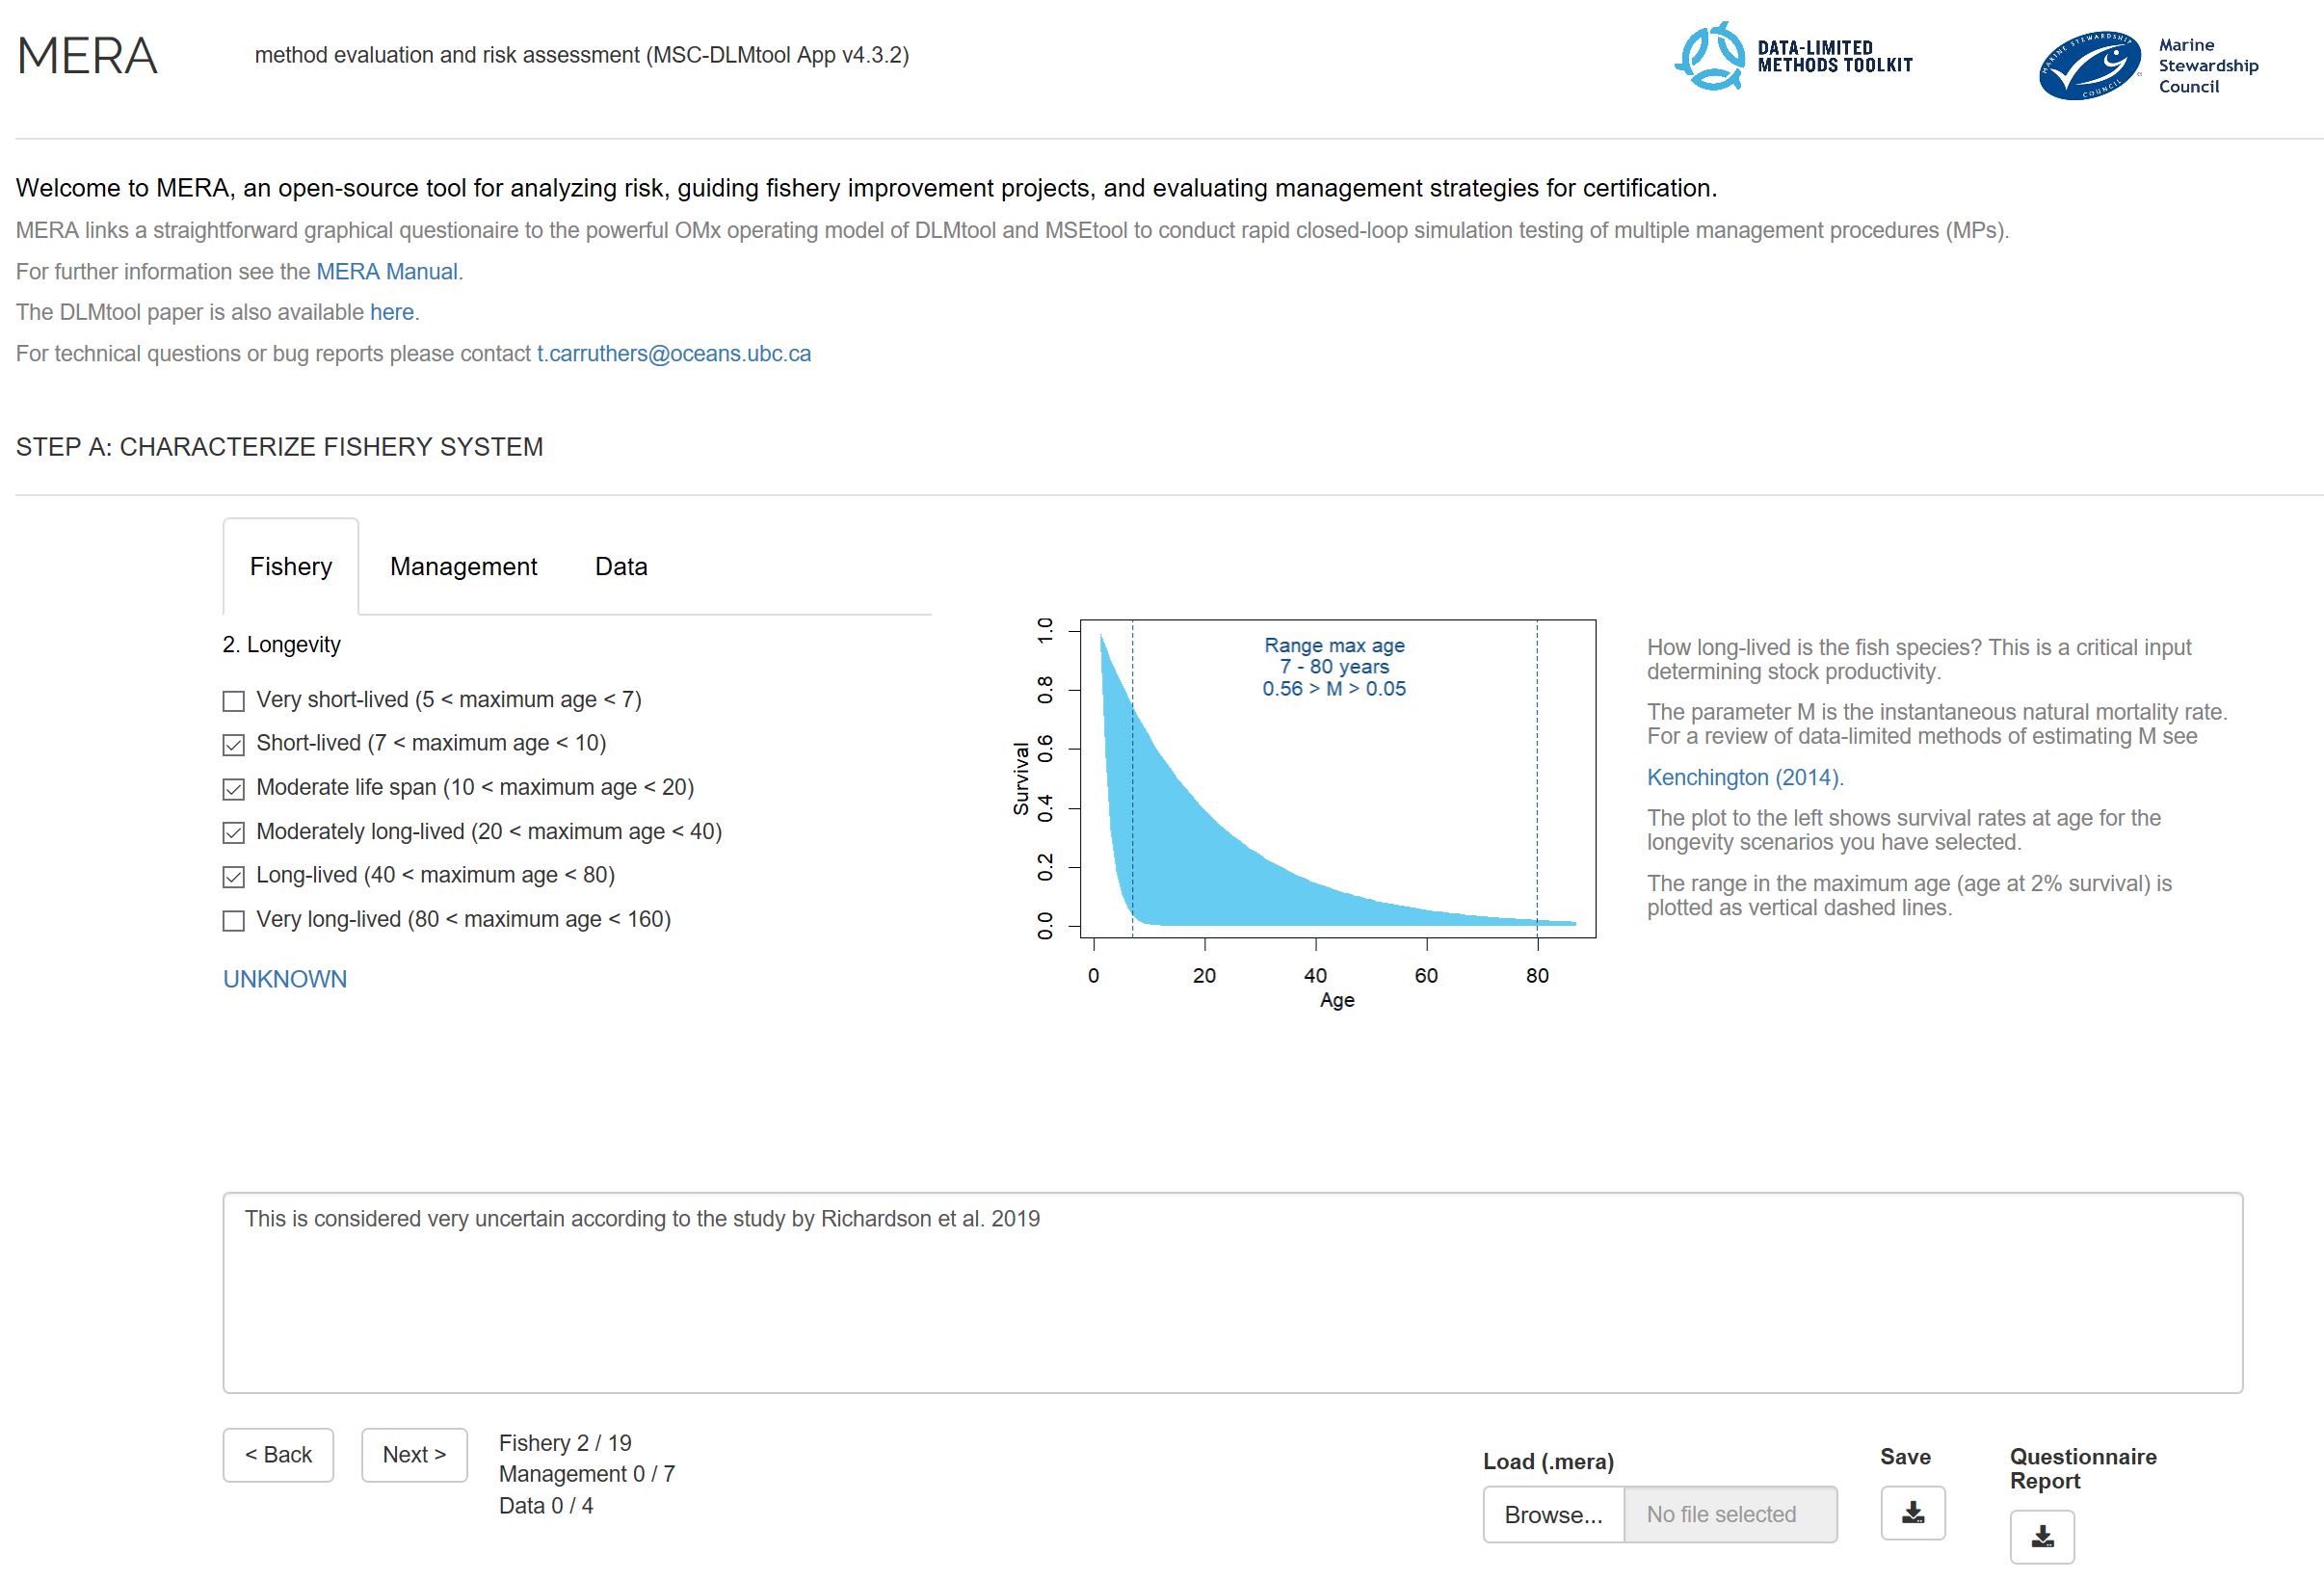 MERA
method evaluation and risk assessment (MSC-DLMtool App v4.3.2)
DATA-LIMITED
METHODS TOOLKIT
MARINE STEWARDSHIP
COUNCIL
Marine
Stewardship
Council
Welcome to MERA, an open-source tool for analyzing risk, guiding fishery improvement projects, and evaluating management strategies for certification.
MERA links a straightforward graphical questionaire to the powerful OMx operating model of DLMtool and MSEtool to conduct rapid closed-loop simulation testing of multiple management procedures (MPs).
For further information see the MERA Manual.
The DLMtool paper is also available here.
For technical questions or bug reports please contact t.carruthers@oceans.ubc.ca
STEP A: CHARACTERIZE FISHERY SYSTEM
Fishery
Management
Data
2. Longevity
Very short-lived (5 < maximum age < 7)
Short-lived (7 < maximum age < 10)
Moderate life span (10 < maximum age < 20)
Moderately long-lived (20 < maximum age < 40)
Long-lived (40 < maximum age < 80)
Very long-lived (80 < maximum age < 160)
UNKNOWN
Range max age
7 - 80 years
0.56 > M > 0.05
Survival
1.0
0.8
0.6
0.4
0.2
0.0
0
20
40
60
80
Age
How long-lived is the fish species? This is a critical input
determining stock productivity.
The parameter M is the instantaneous natural mortality rate.
For a review of data-limited methods of estimating M see
Kenchington (2014).
The plot to the left shows survival rates at age for the
longevity scenarios you have selected.
The range in the maximum age (age at 2% survival) is
plotted as vertical dashed lines.
This is considered very uncertain according to the study by Richardson et al. 2019
< Back
Next >
Fishery 2 / 19
Management 0 / 7
Data 0 / 4
Load (.mera)
Browse...
No file selected
Save
Questionnaire
Report